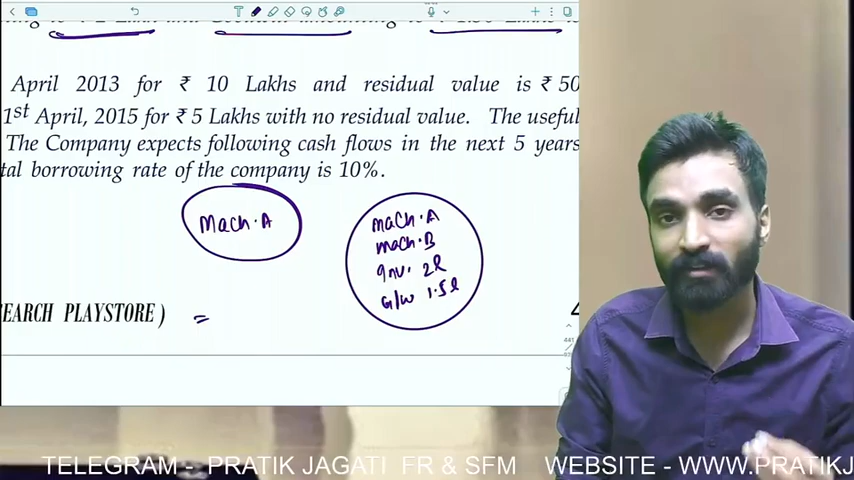 April 2013 for ₹ 10 Lakhs and residual value is ₹ 50
1st April, 2015 for ₹ 5 Lakhs with no residual value. The useful
The Company expects following cash flows in the next 5 years
tal borrowing rate of the company is 10%.
Mach. A
mach. A
mach. B
Inv. 2l
G/w 1.5l
EARCH PLAYSTORE) =
4
441
TELEGRAM - PRATIK JAGATI FR & SFM WEBSITE - WWW.PRATIKJ